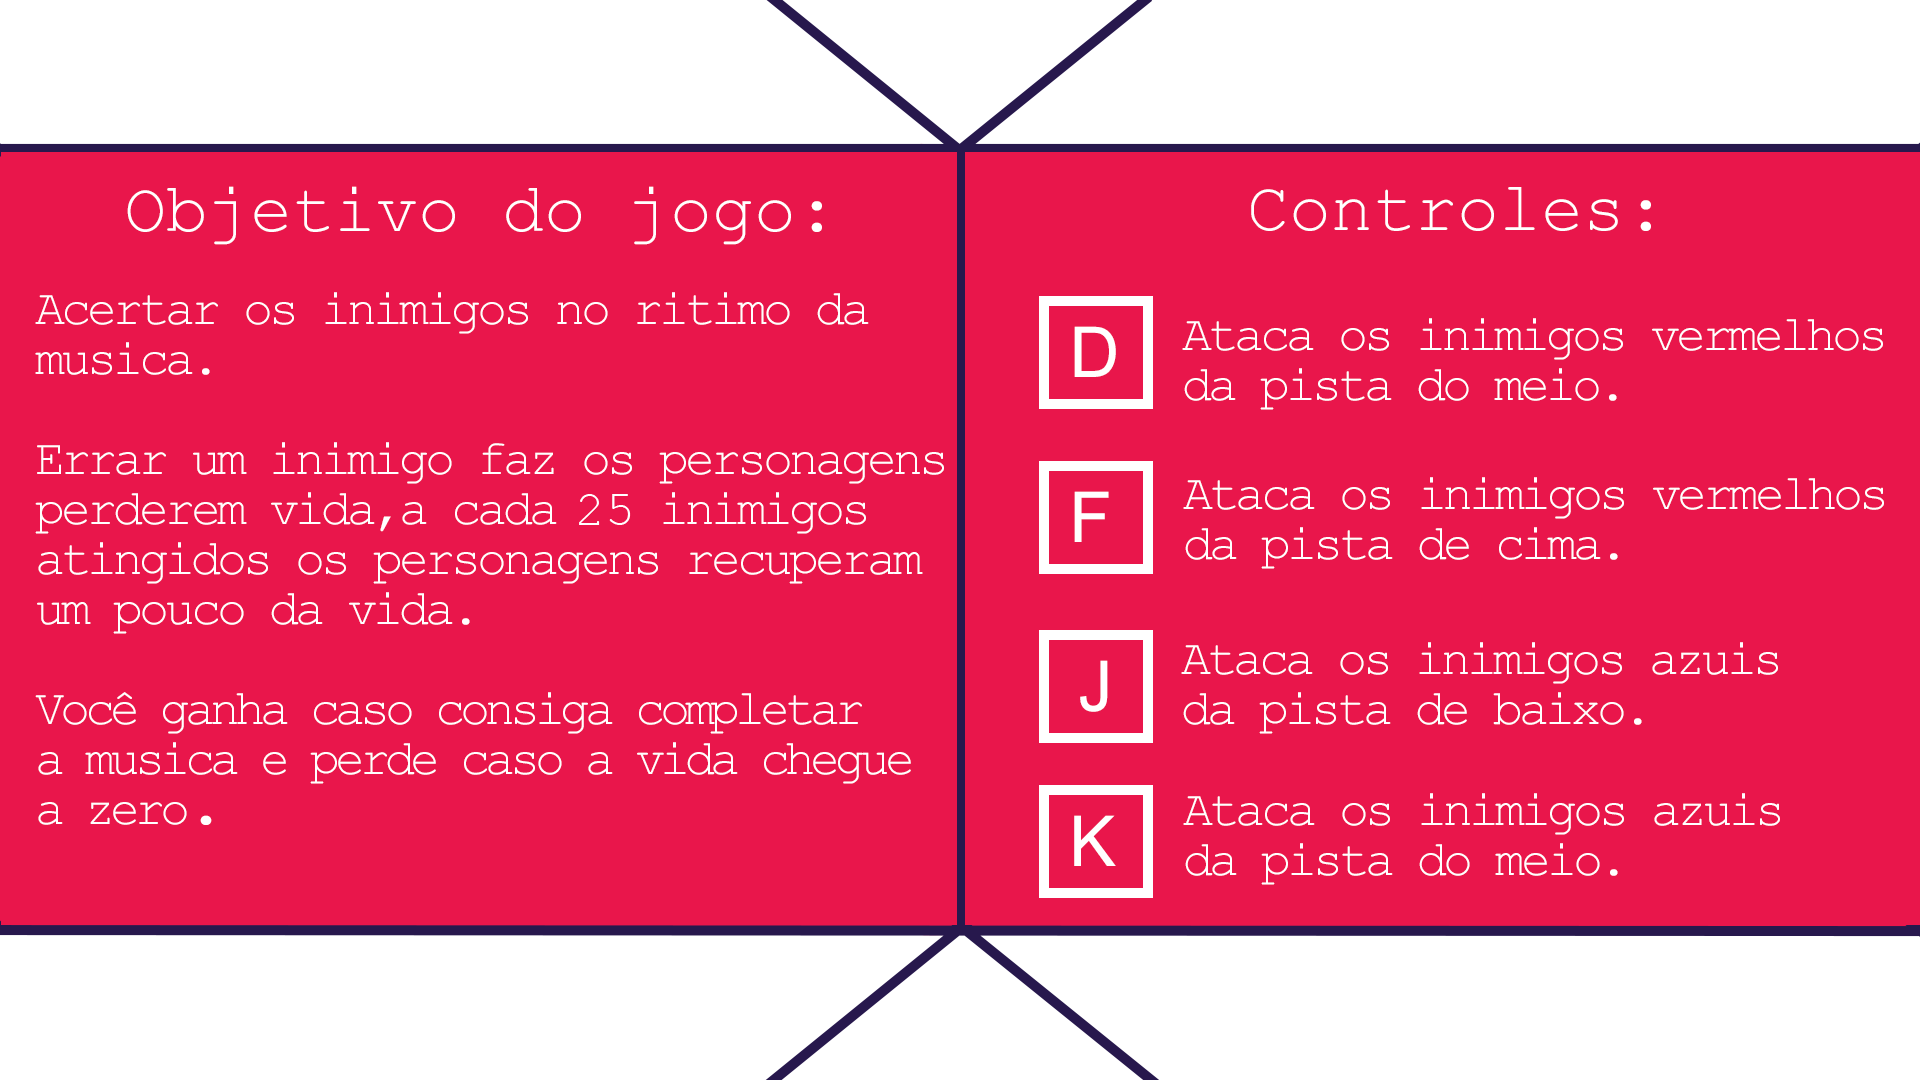 Objetivo do jogo:
Acertar os inimigos no ritimo da
musica.
Errar um inimigo faz os personagens
perderem vida,a cada 25 inimigos
atingidos os personagens recuperam
um pouco da vida.
Você ganha caso consiga completar
a musica e perde caso a vida chegue
a zero.
Controles:
D
Ataca os inimigos vermelhos
da pista do meio.
F
Ataca os inimigos vermelhos
da pista de cima.
J
Ataca os inimigos azuis
da pista de baixo.
K
Ataca os inimigos azuis
da pista do meio.